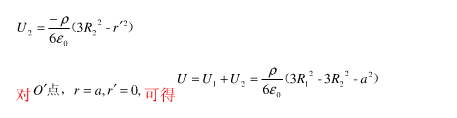 U₂ = -ρ/6ε₀ (3R₂² - r'²)
对 O'点，r = a, r' = 0, 可得 U = U₁ + U₂ = ρ/6ε₀ (3R₁² - 3R₂² - a²)